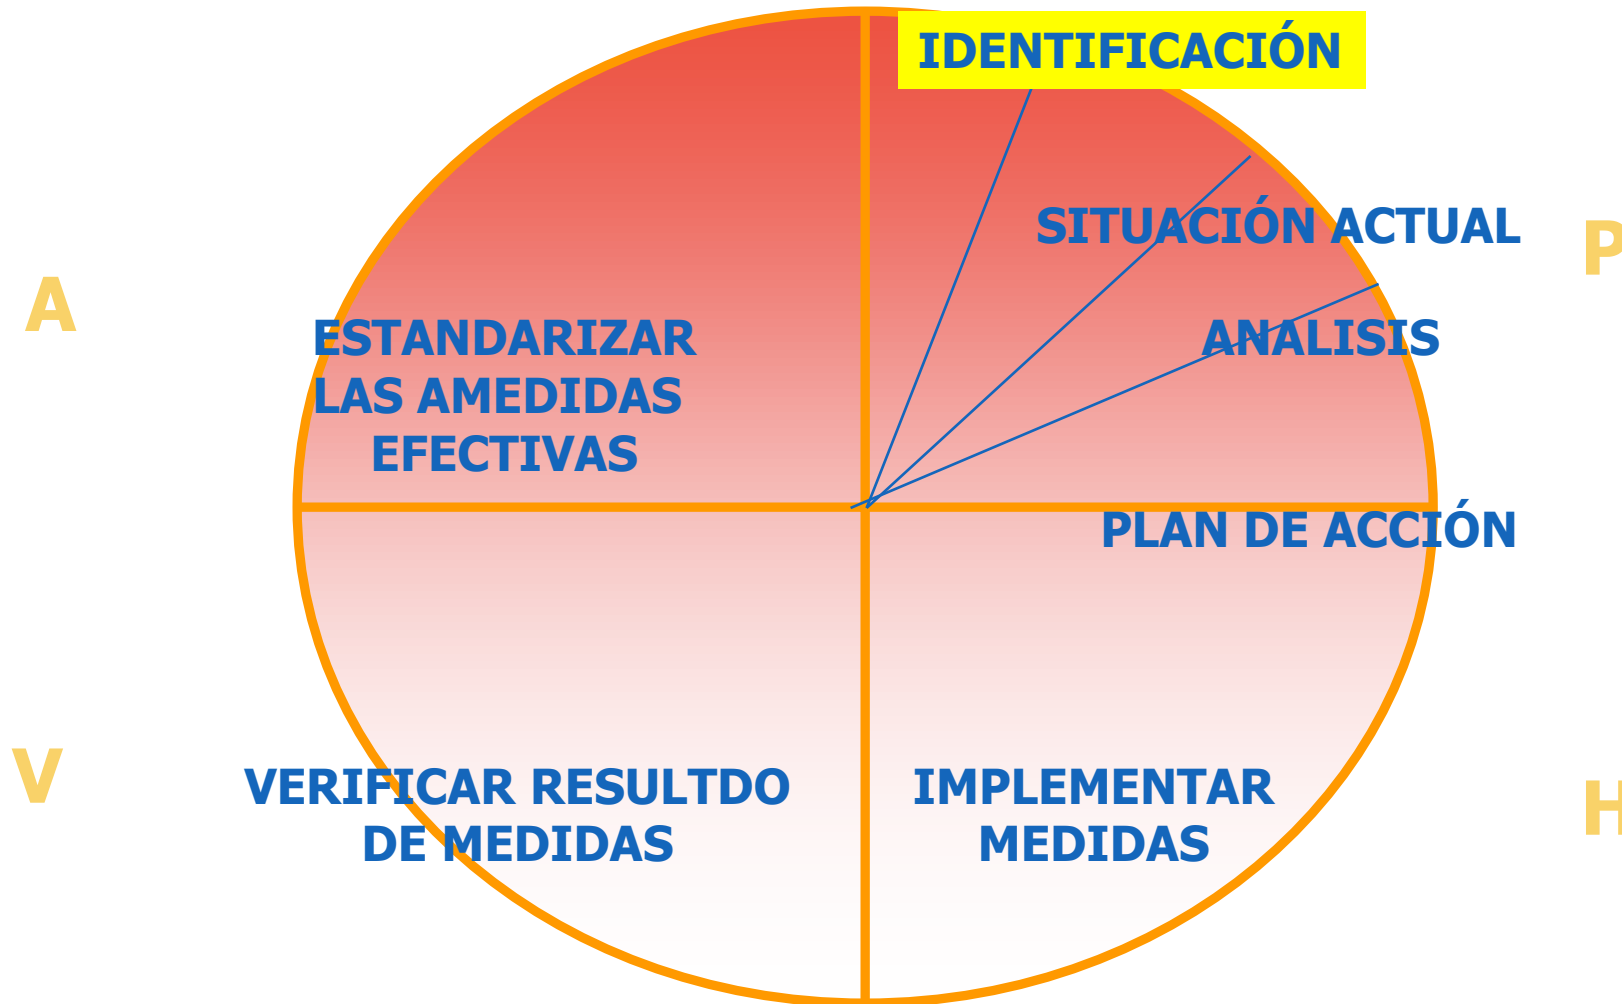 IDENTIFICACIÓN
SITUACIÓN ACTUAL
P
A
ESTANDARIZAR
LAS AMEDIDAS
EFECTIVAS
ANALISIS
PLAN DE ACCIÓN
V
VERIFICAR RESULTDO
DE MEDIDAS
IMPLEMENTAR
MEDIDAS
H